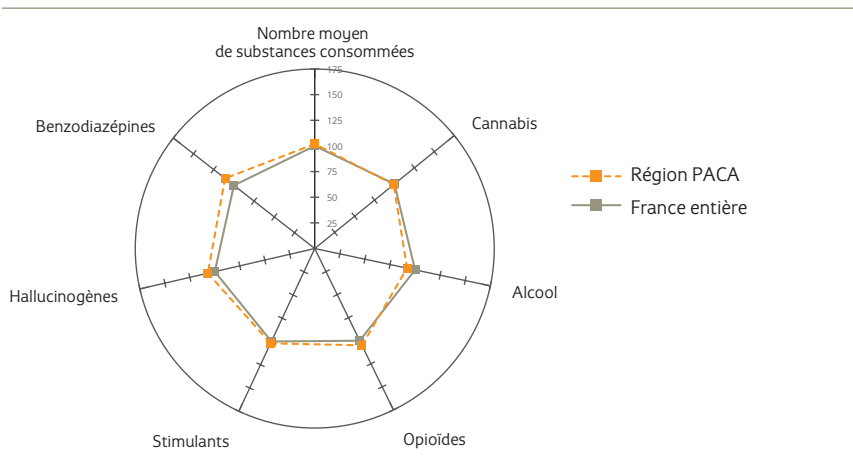 Nombre moyen
de substances consommées
175
150
125
100
75
50
25
Cannabis
Alcool
Opioïdes
Stimulants
Hallucinogènes
Benzodiazépines
Région PACA
France entière